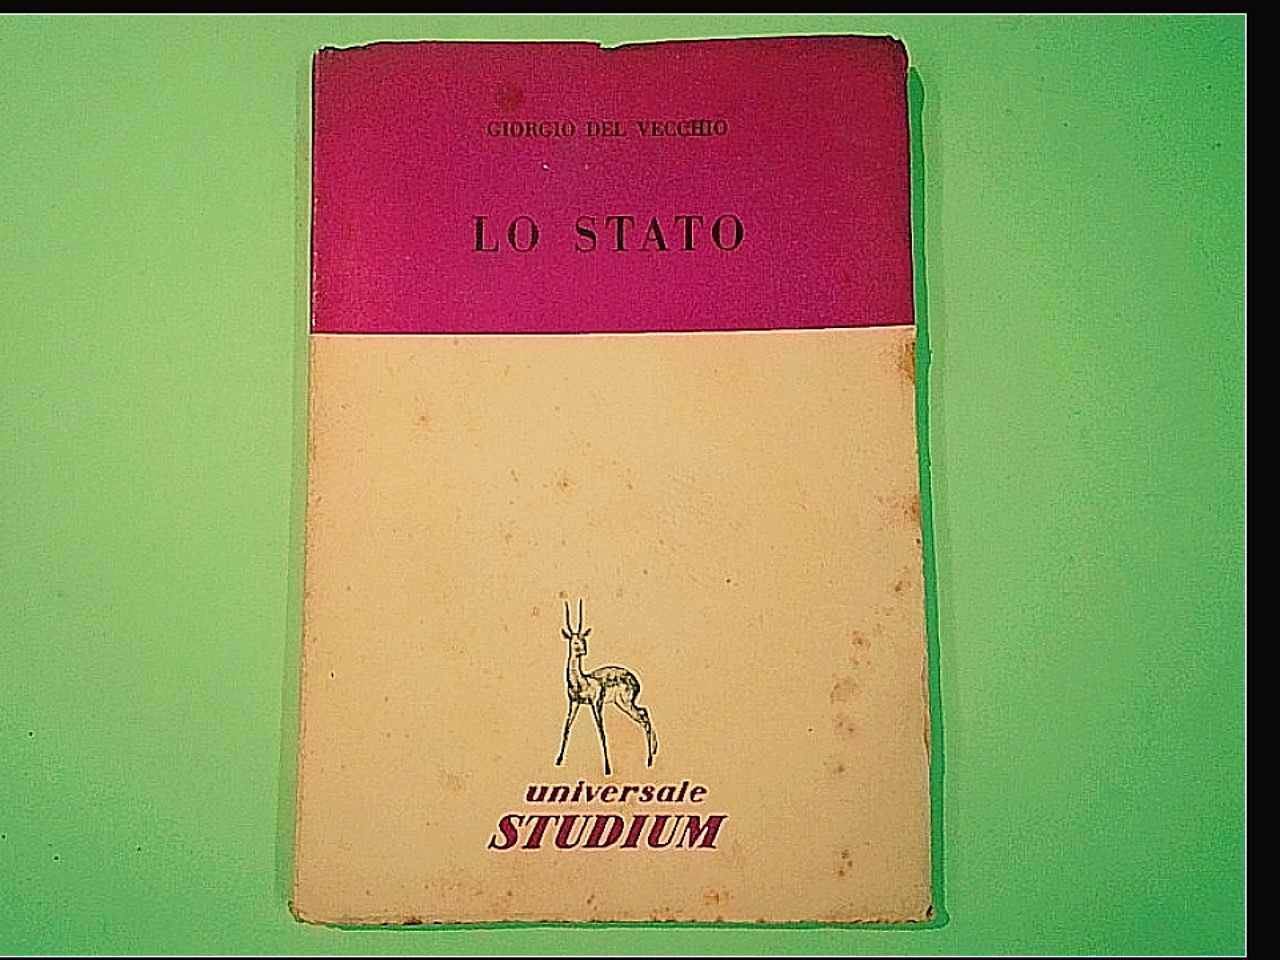 GIORGIO DEL VECCHIO
LO STATO
universale
STUDIUM